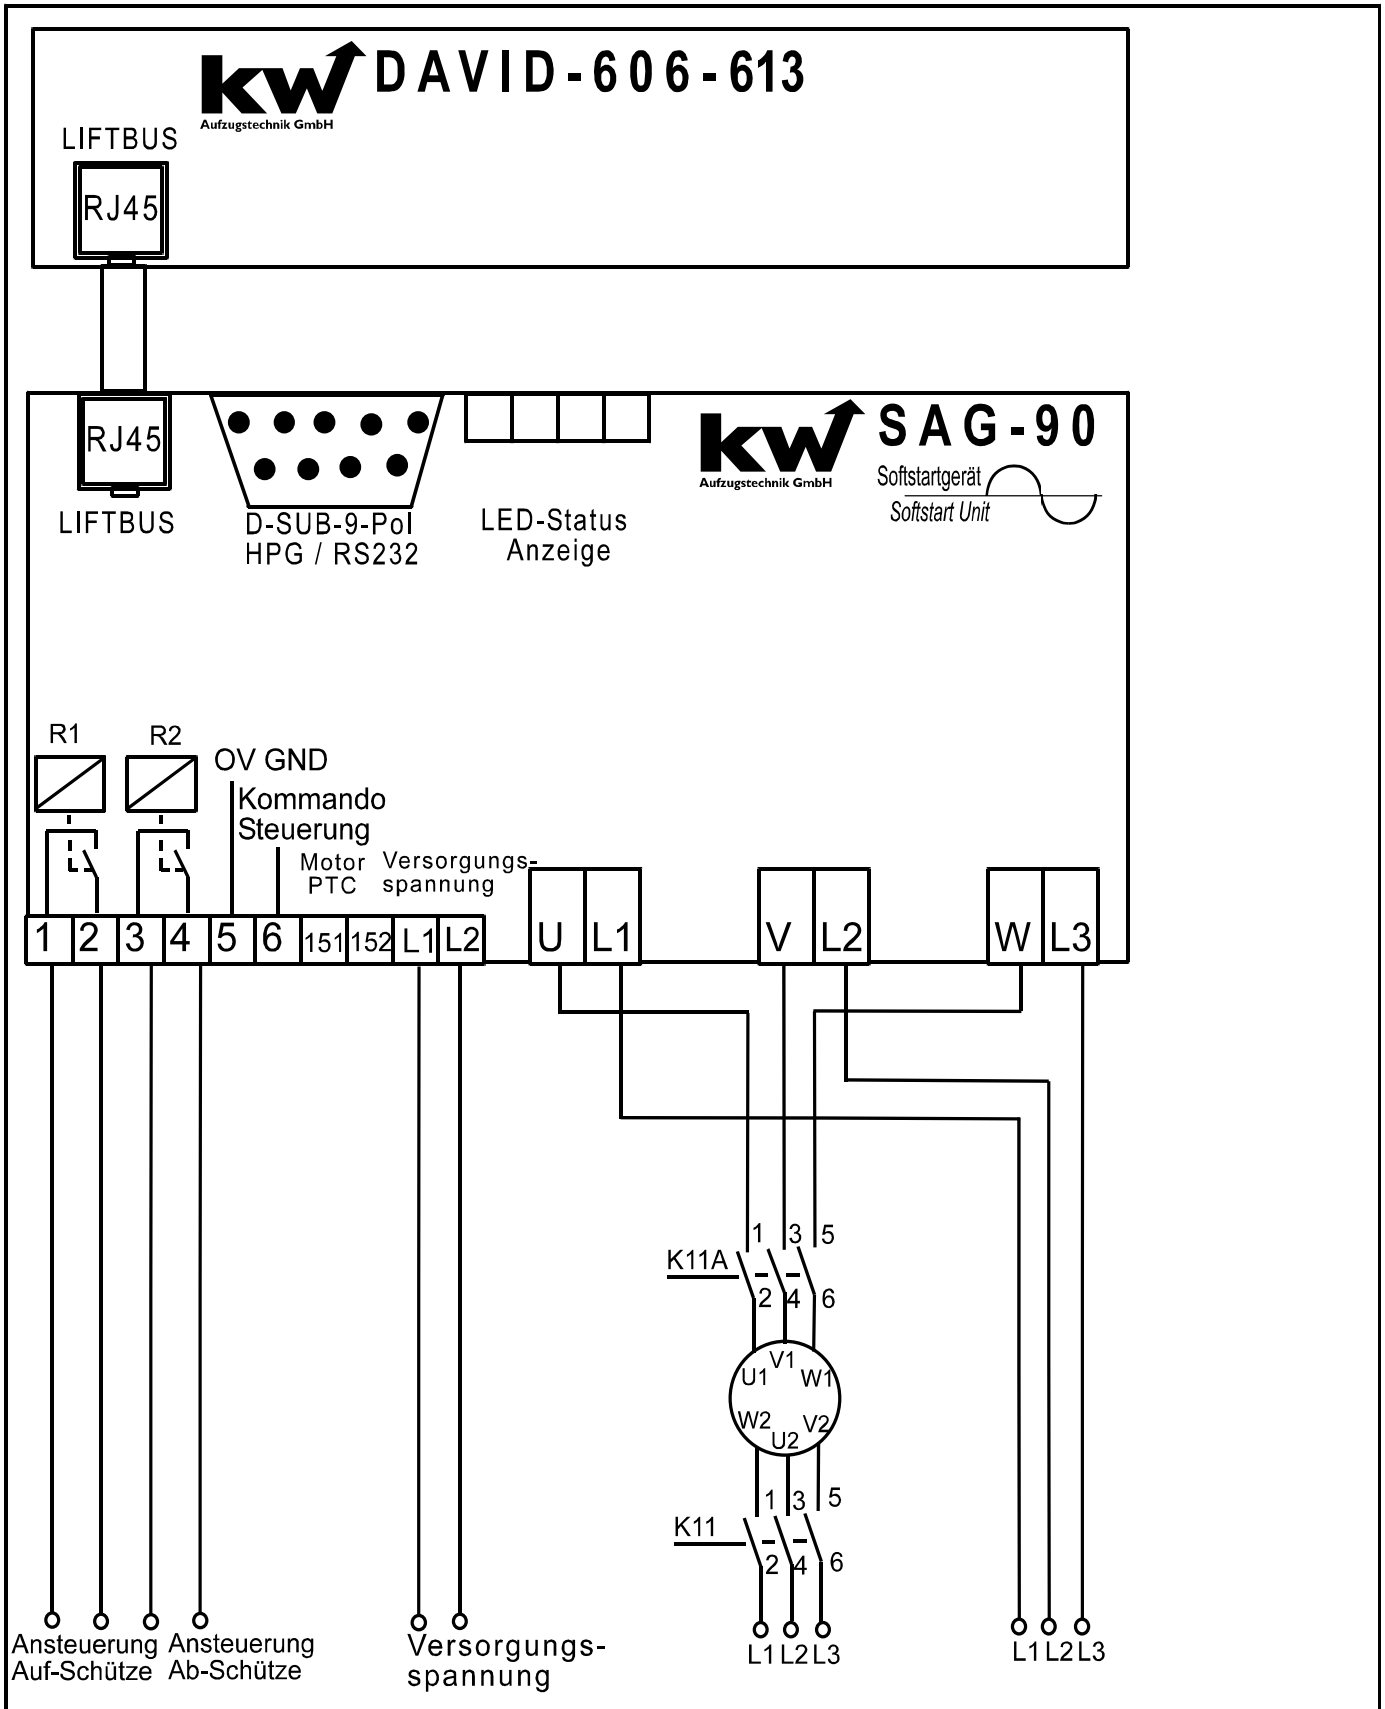 kw DAVID-606-613
Aufzugstechnik GmbH
LIFTBUS
RJ45
RJ45
LIFTBUS
D-SUB-9-Pol
HPG / RS232
LED-Status
Anzeige
kw SAG-90
Aufzugstechnik GmbH
Softstartgerät
Softstart Unit
R1
R2
OV GND
Kommando
Steuerung
Motor
PTC
Versorgungs-
spannung
1 2 3 4 5 6 151 152 L1 L2
U L1
V L2
W L3
1 3 5
K11A
2 4 6
U1 V1 W1
W2 U2 V2
1 3 5
K11
2 4 6
Ansteuerung
Auf-Schütze
Ansteuerung
Ab-Schütze
Versorgungs-
spannung
L1 L2 L3
L1 L2 L3